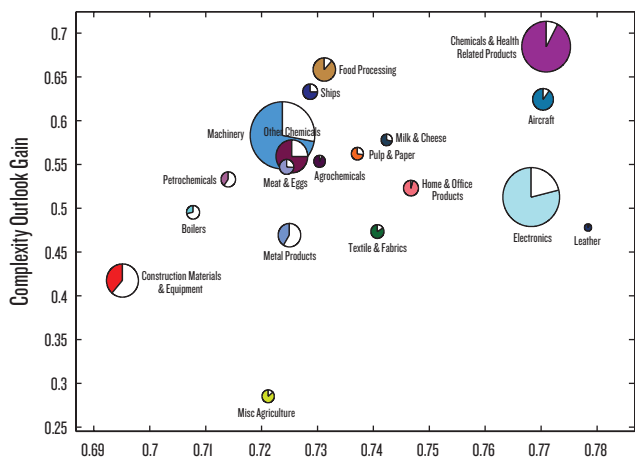 0.7
0.65
0.6
0.55
0.5
0.45
0.4
0.35
0.3
0.25
Complexity Outlook Gain
Chemicals & Health
Related Products
Food Processing
Ships
Aircraft
Machinery
Other Chemicals
Milk & Cheese
Pulp & Paper
Agrochemicals
Petrochemicals
Meat & Eggs
Home & Office
Products
Boilers
Electronics
Leather
Metal Products
Textile & Fabrics
Construction Materials
& Equipment
Misc Agriculture
0.69
0.7
0.71
0.72
0.73
0.74
0.75
0.76
0.77
0.78